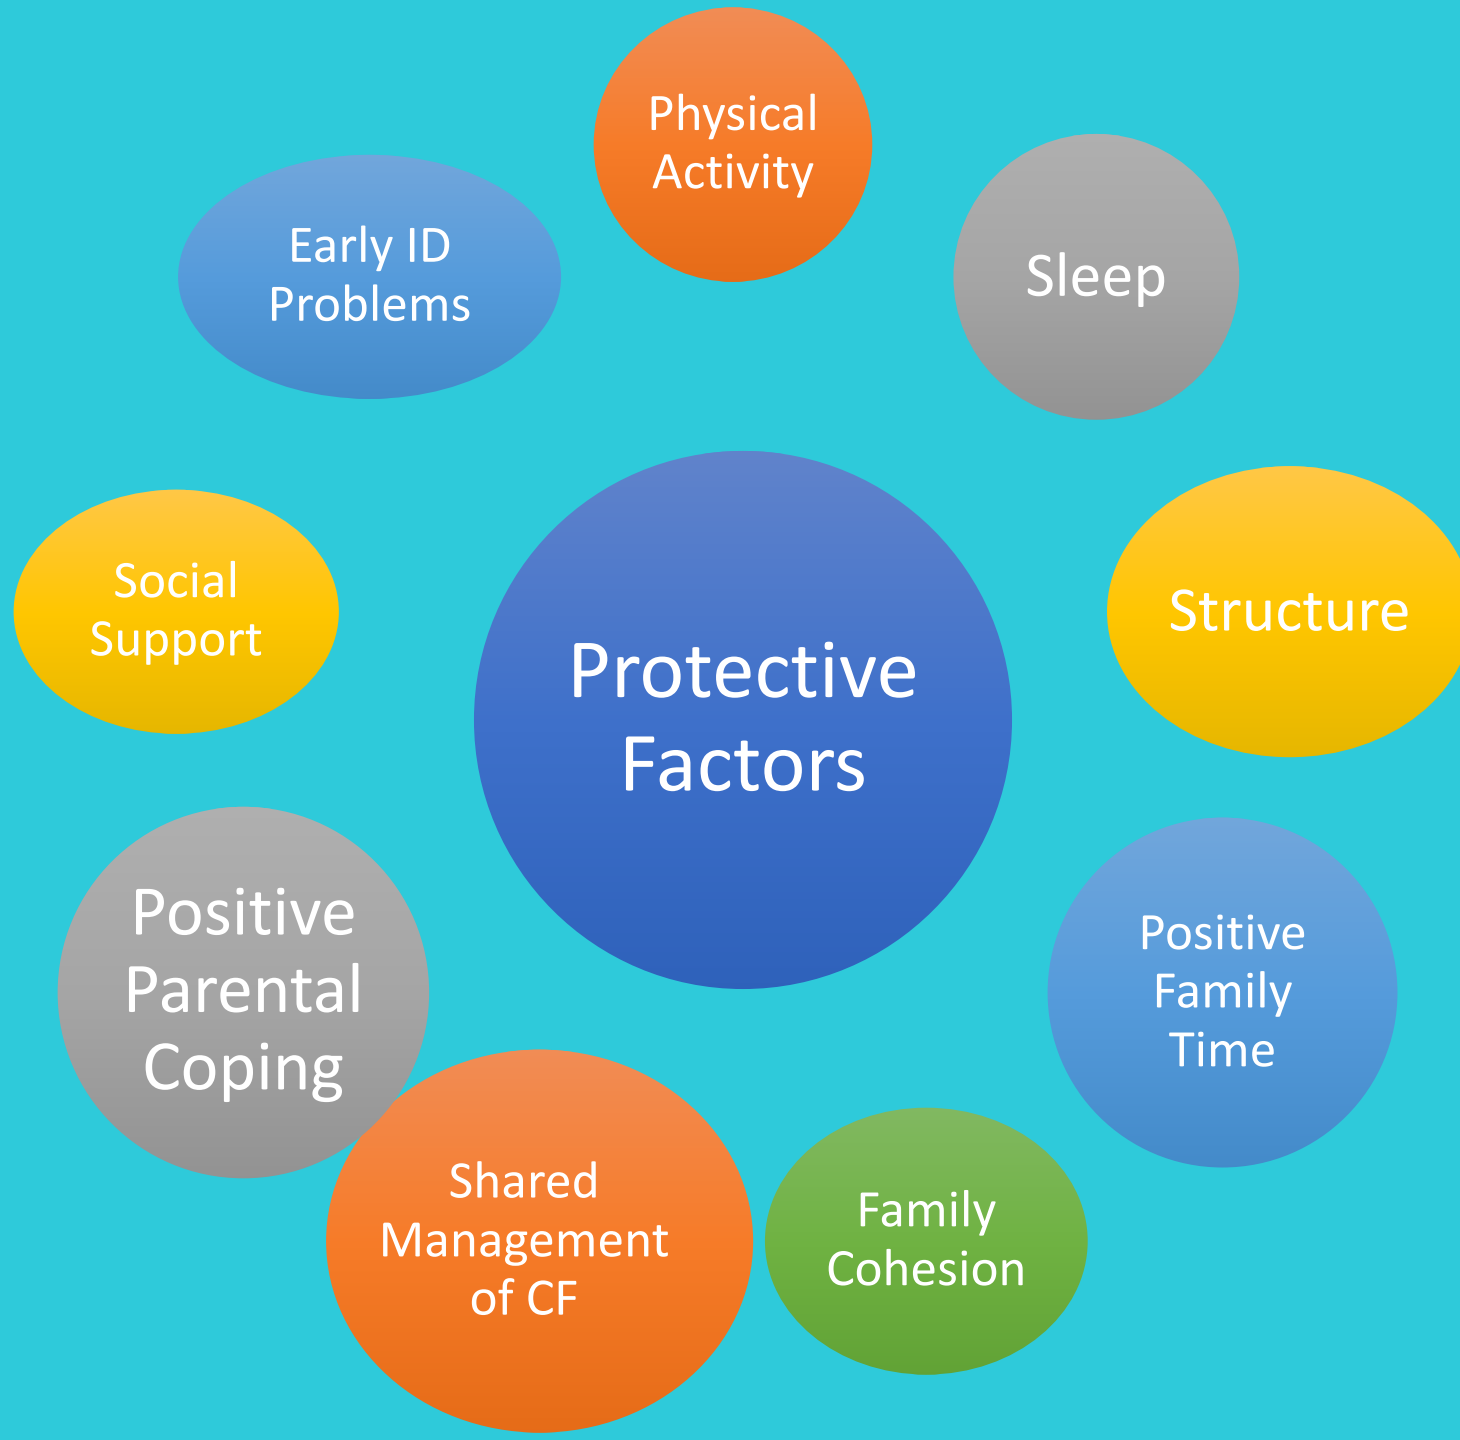 Physical
Activity
Early ID
Problems
Sleep
Social
Support
Structure
Protective
Factors
Positive
Parental
Coping
Positive
Family
Time
Shared
Management
of CF
Family
Cohesion